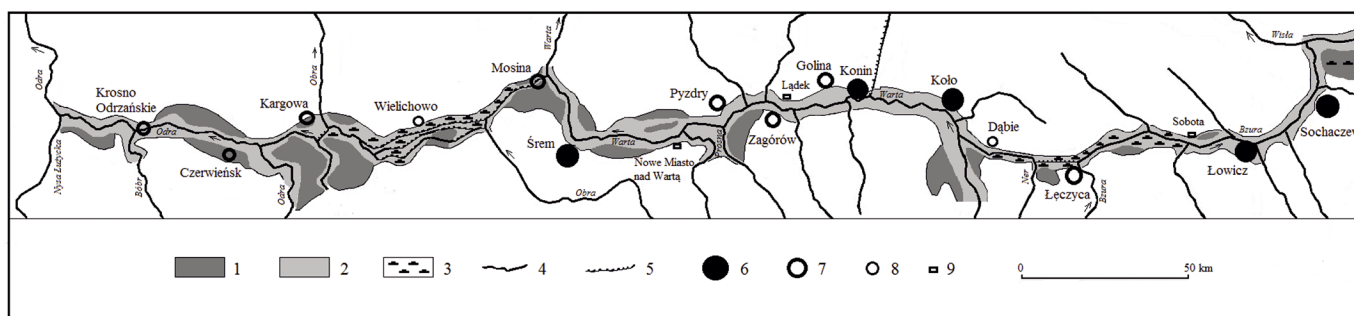 Wisła
Warta
Odra
Obra
Mosina
Golina
Konin
Koło
Krosno
Odrzańskie
Kargowa
Wielichowo
Pyzdry
Lądek
Warta
Sochaczew
Zagórów
Dąbie
Sobota
Bzura
Odra
Śrem
Warta
Prosna
Czerwieńsk
Nowe Miasto
nad Wartą
Łowicz
Nysa Łużycka
Bóbr
Odra
Obra
Ner
Łęczyca
Bzura
1 2 3 4 5 6 7 8 9
0 50 km